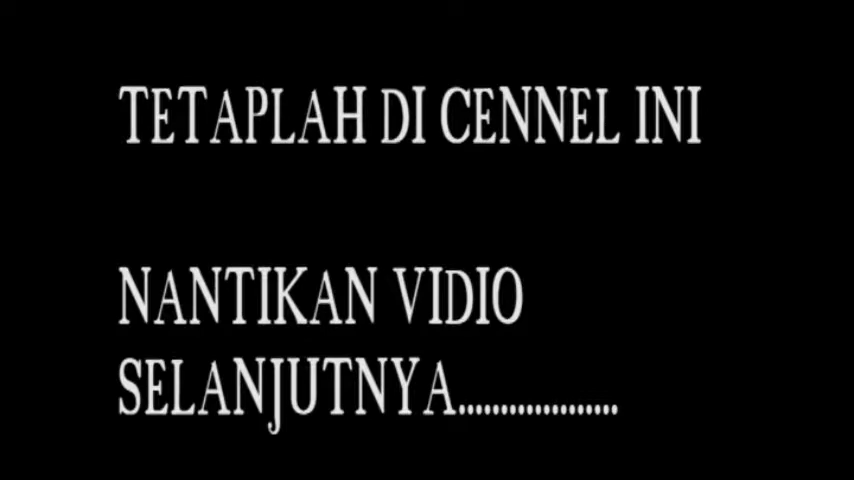 TETAPLAH DI CENNEL INI
NANTIKAN VIDIO
SELANJUTNYA...................